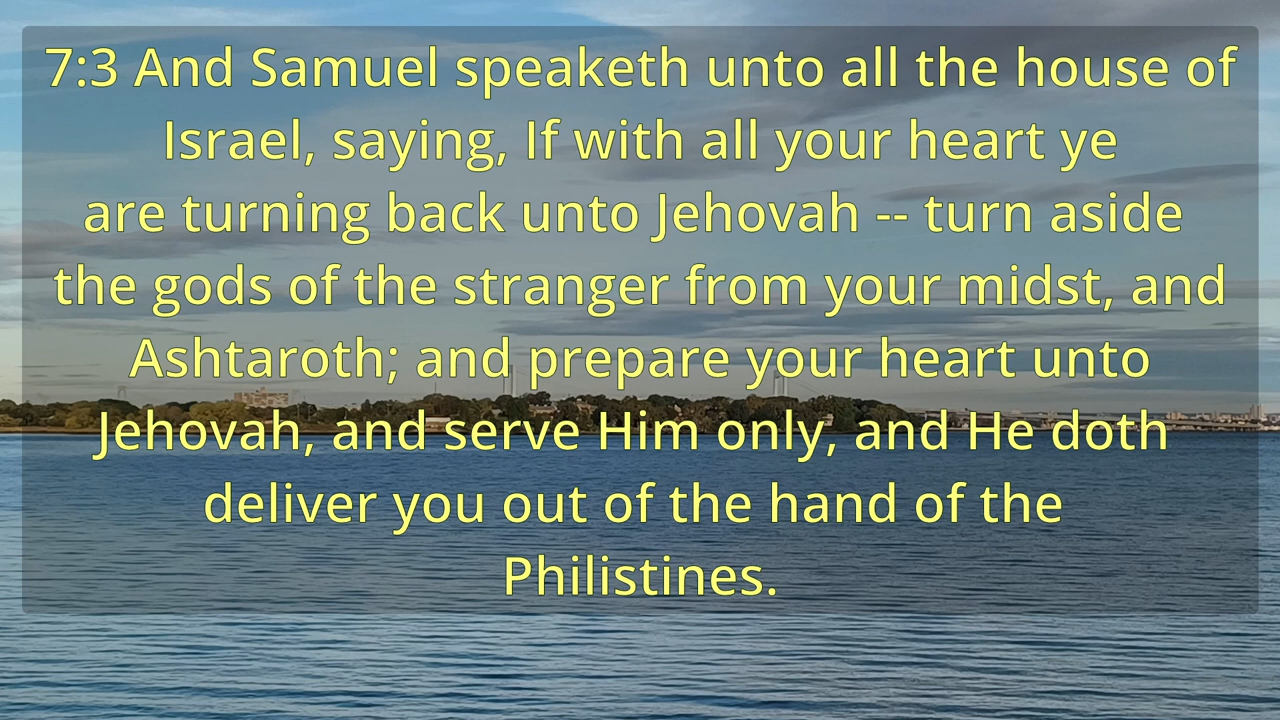 7:3 And Samuel speaketh unto all the house of
Israel, saying, If with all your heart ye
are turning back unto Jehovah -- turn aside
the gods of the stranger from your midst, and
Ashtaroth; and prepare your heart unto
Jehovah, and serve Him only, and He doth
deliver you out of the hand of the
Philistines.